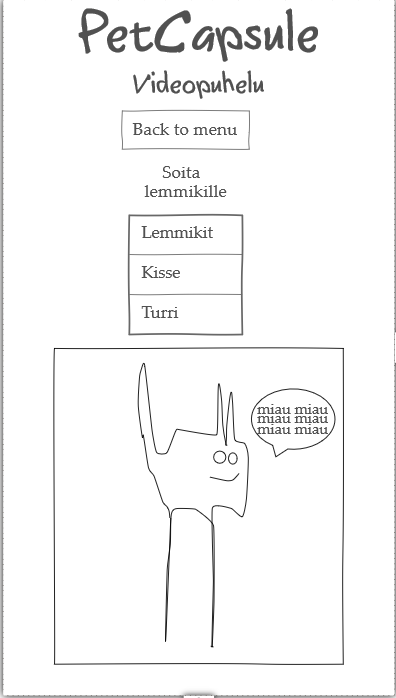 PetCapsule
Videopuhelu
Back to menu
Soita
lemmikille
Lemmikit
Kisse
Turri
miau miau
miau miau
miau miau